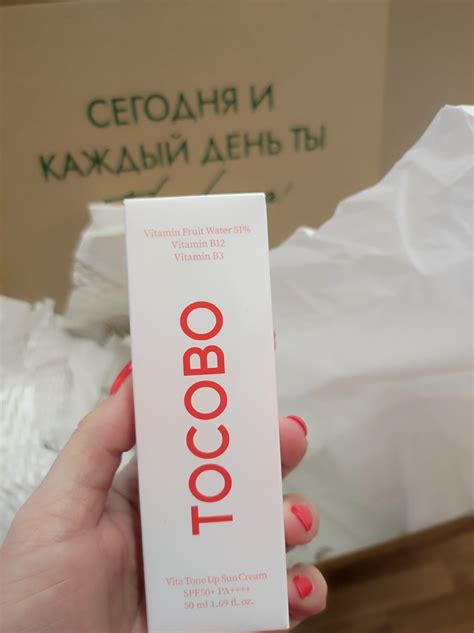 СЕГОДНЯ И
КАЖДЫЙ ДЕНЬ ТЫ
Vitamin Fruit Water 51%
Vitamin B12
Vitamin B3
TOCOBO
Vita Tone Up Sun Cream
SPF50+ PA++++
50 ml 1.69 fl. oz.